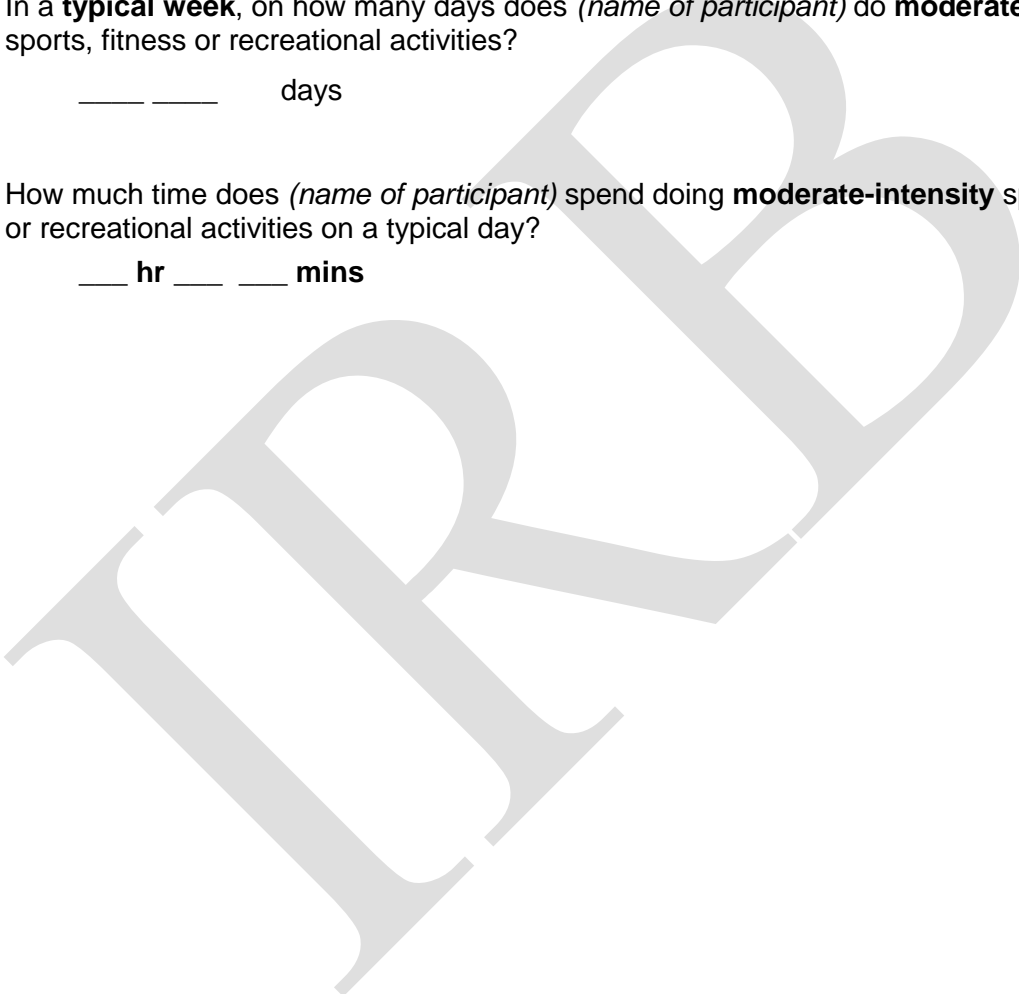 In a typical week, on how many days does (name of participant) do moderate
sports, fitness or recreational activities?
____ ____ days
How much time does (name of participant) spend doing moderate-intensity
or recreational activities on a typical day?
___ hr ___ ___ mins
IRB